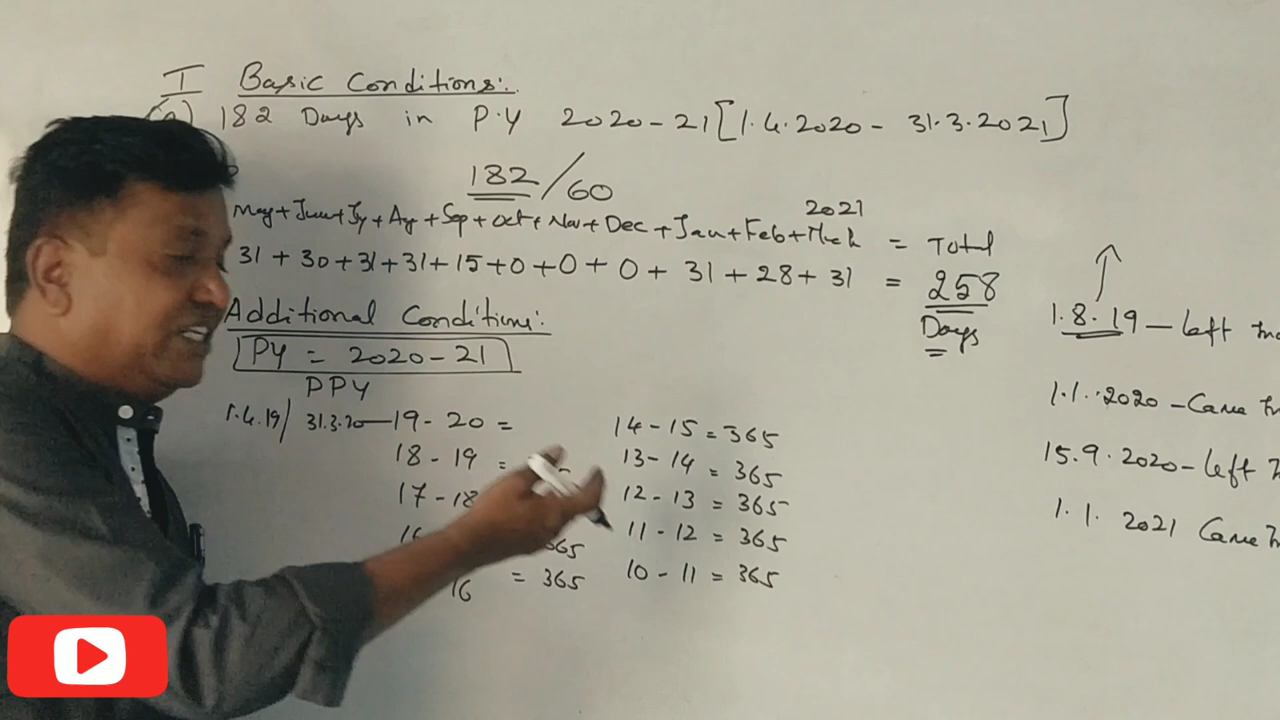 I Basic Conditions:
(a) 182 Days in P.Y 2020-21 [1.4.2020 - 31.3.2021]
182/60
2021
May + June + Jy + Ag + Sep + Oct + Nov + Dec + Jan + Feb + March = Total
31 + 30 + 31 + 31 + 15 + 0 + 0 + 0 + 31 + 28 + 31 = 258
Days
Additional Conditions:
PY = 2020-21
PPY
1.4.19/ 31.3.20 — 19-20 =
18-19 =
17-18
16
365
16 = 365
14-15 = 365
13-14 = 365
12-13 = 365
11-12 = 365
10-11 = 365
1.8.19 — left
1.1.2020 - Came
15.9.2020 - left
1.1.2021 Came